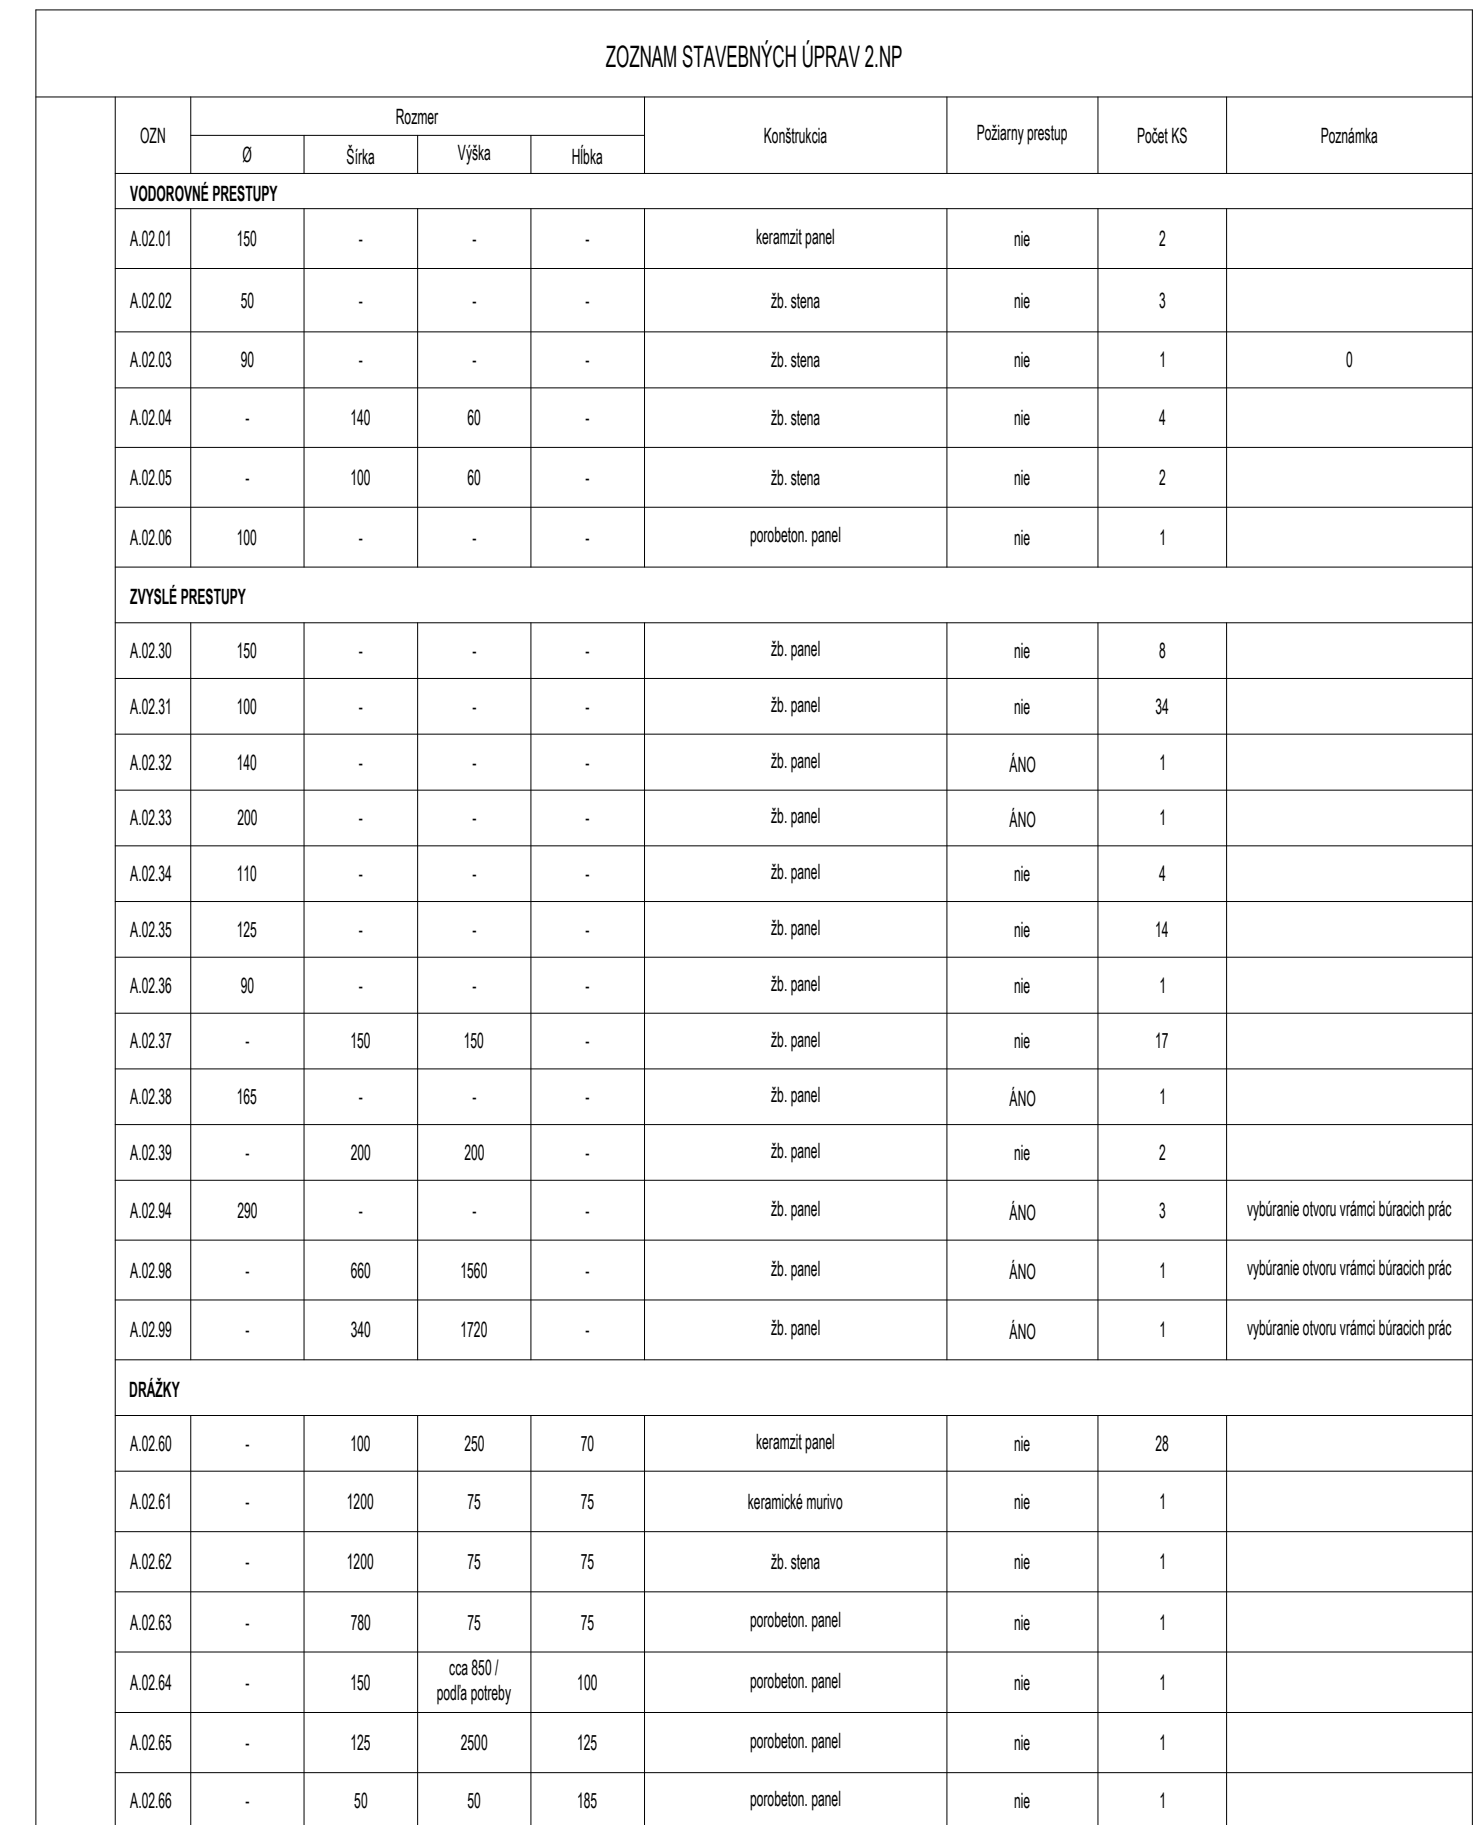 ZOZNAM STAVEBNÝCH ÚPRAV 2.NP
OZN Rozmer Konštrukcia Požiarny prestup Počet KS Poznámka
Ø Šírka Výška Hĺbka
VODOROVNÉ PRESTUPY
A.02.01 150 - - - keramzit panel nie 2
A.02.02 50 - - - žb. stena nie 3
A.02.03 90 - - - žb. stena nie 1 0
A.02.04 - 140 60 - žb. stena nie 4
A.02.05 - 100 60 - žb. stena nie 2
A.02.06 100 - - - porobeton. panel nie 1
ZVYSLÉ PRESTUPY
A.02.30 150 - - - žb. panel nie 8
A.02.31 100 - - - žb. panel nie 34
A.02.32 140 - - - žb. panel ÁNO 1
A.02.33 200 - - - žb. panel ÁNO 1
A.02.34 110 - - - žb. panel nie 4
A.02.35 125 - - - žb. panel nie 14
A.02.36 90 - - - žb. panel nie 1
A.02.37 - 150 150 - žb. panel nie 17
A.02.38 165 - - - žb. panel ÁNO 1
A.02.39 - 200 200 - žb. panel nie 2
A.02.94 290 - - - žb. panel ÁNO 3 vybúranie otvoru vrámci búracich prác
A.02.98 - 660 1560 - žb. panel ÁNO 1 vybúranie otvoru vrámci búracich prác
A.02.99 - 340 1720 - žb. panel ÁNO 1 vybúranie otvoru vrámci búracich prác
DRÁŽKY
A.02.60 - 100 250 70 keramzit panel nie 28
A.02.61 - 1200 75 75 keramické murivo nie 1
A.02.62 - 1200 75 75 žb. stena nie 1
A.02.63 - 780 75 75 porobeton. panel nie 1
A.02.64 - 150 cca 850 / podľa potreby 100 porobeton. panel nie 1
A.02.65 - 125 2500 125 porobeton. panel nie 1
A.02.66 - 50 50 185 porobeton. panel nie 1